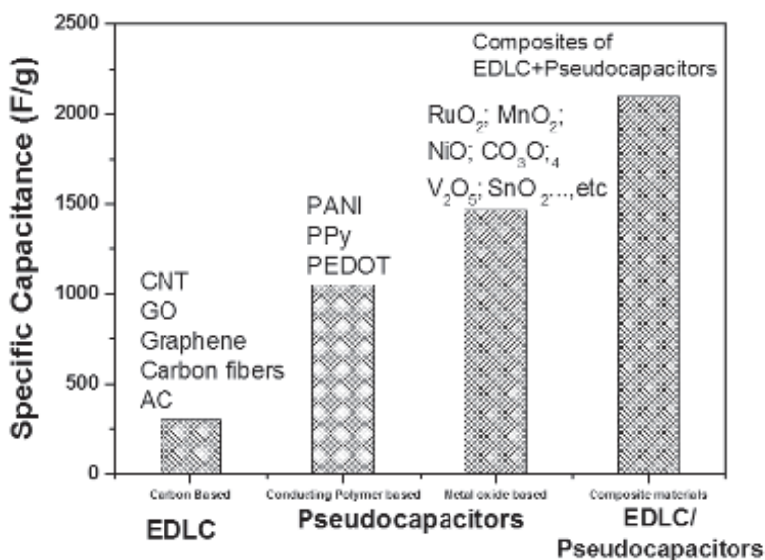 Specific Capacitance (F/g)
2500
2000
1500
1000
500
0
CNT
GO
Graphene
Carbon fibers
AC
PANI
PPy
PEDOT
RuO₂; MnO₂;
NiO; CO₃O;₄
V₂O₅; SnO₂...,etc
Composites of
EDLC+Pseudocapacitors
Carbon Based
Conducting Polymer based
Metal oxide based
Composite materials
EDLC
Pseudocapacitors
EDLC/
Pseudocapacitors